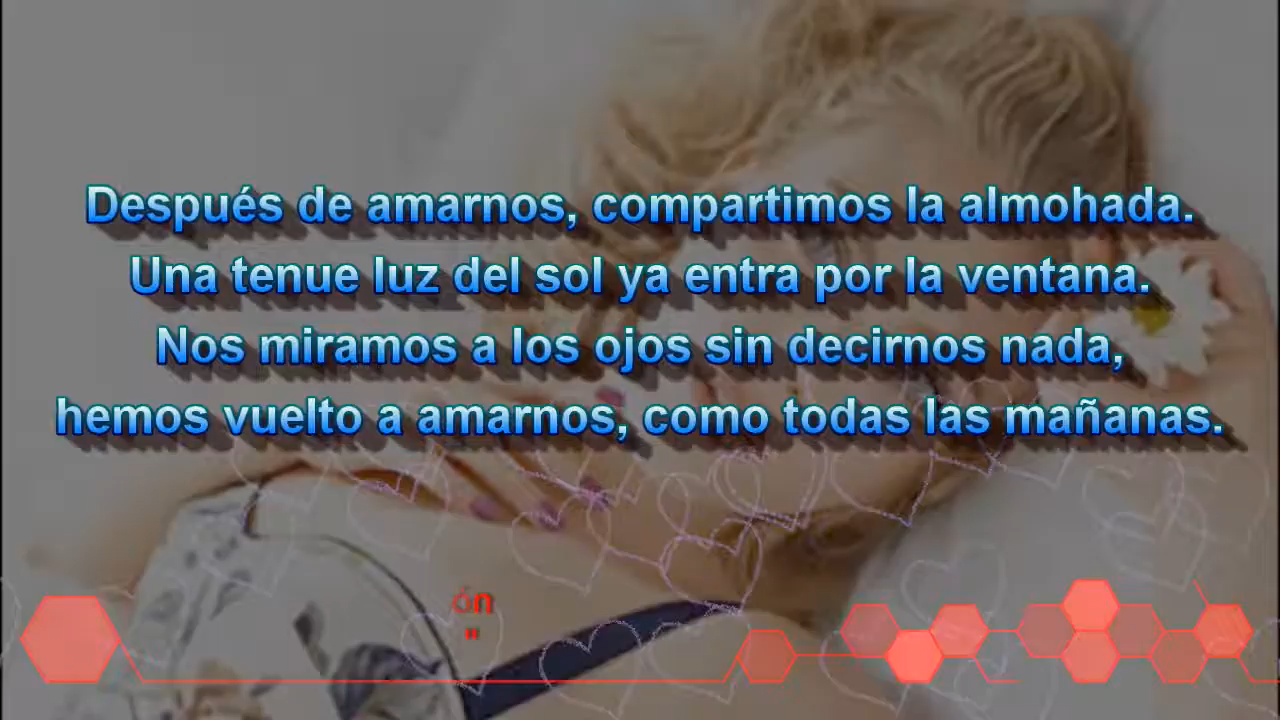 Después de amarnos, compartimos la almohada.
Una tenue luz del sol ya entra por la ventana.
Nos miramos a los ojos sin decirnos nada,
hemos vuelto a amarnos, como todas las mañanas.
ón
"